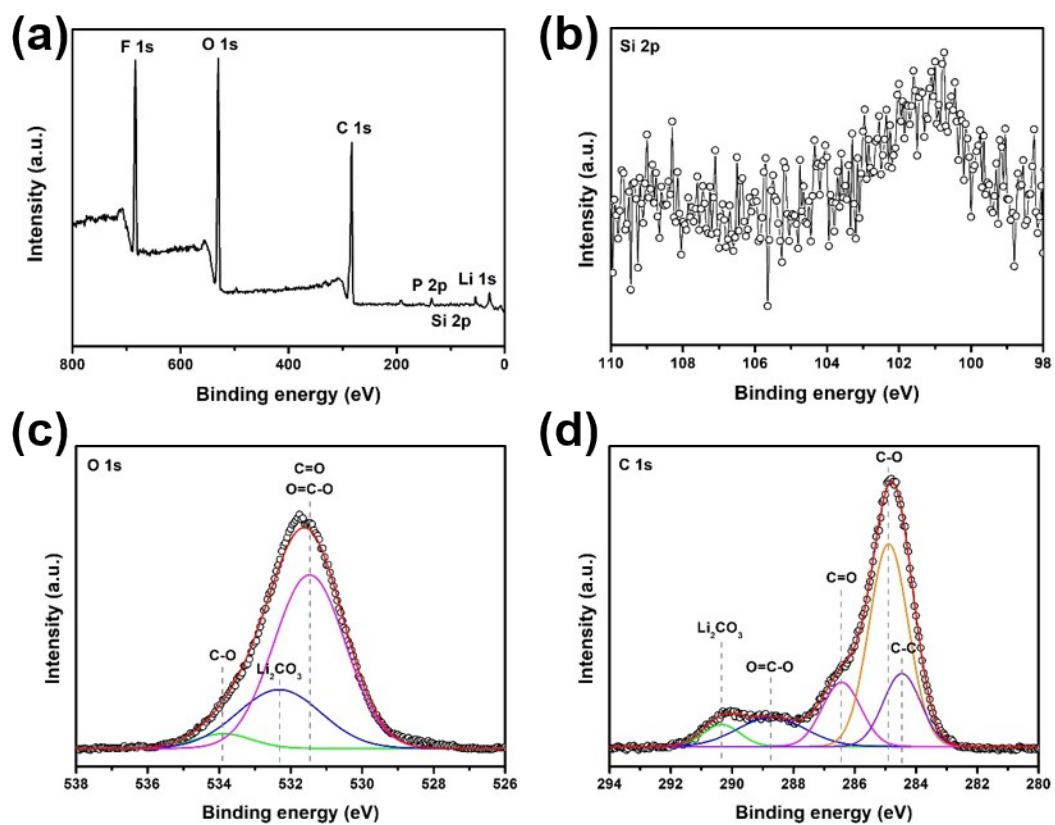 (a)
F 1s
O 1s
C 1s
P 2p
Li 1s
Si 2p
Intensity (a.u.)
800
600
400
200
0
Binding energy (eV)
(b)
Si 2p
Intensity (a.u.)
110
108
106
104
102
100
98
Binding energy (eV)
(c)
O 1s
C=O
O=C-O
C-O
Li₂CO₃
Intensity (a.u.)
538
536
534
532
530
528
526
Binding energy (eV)
(d)
C 1s
C-O
C=O
Li₂CO₃
O=C-O
C-C
Intensity (a.u.)
294
292
290
288
286
284
282
280
Binding energy (eV)